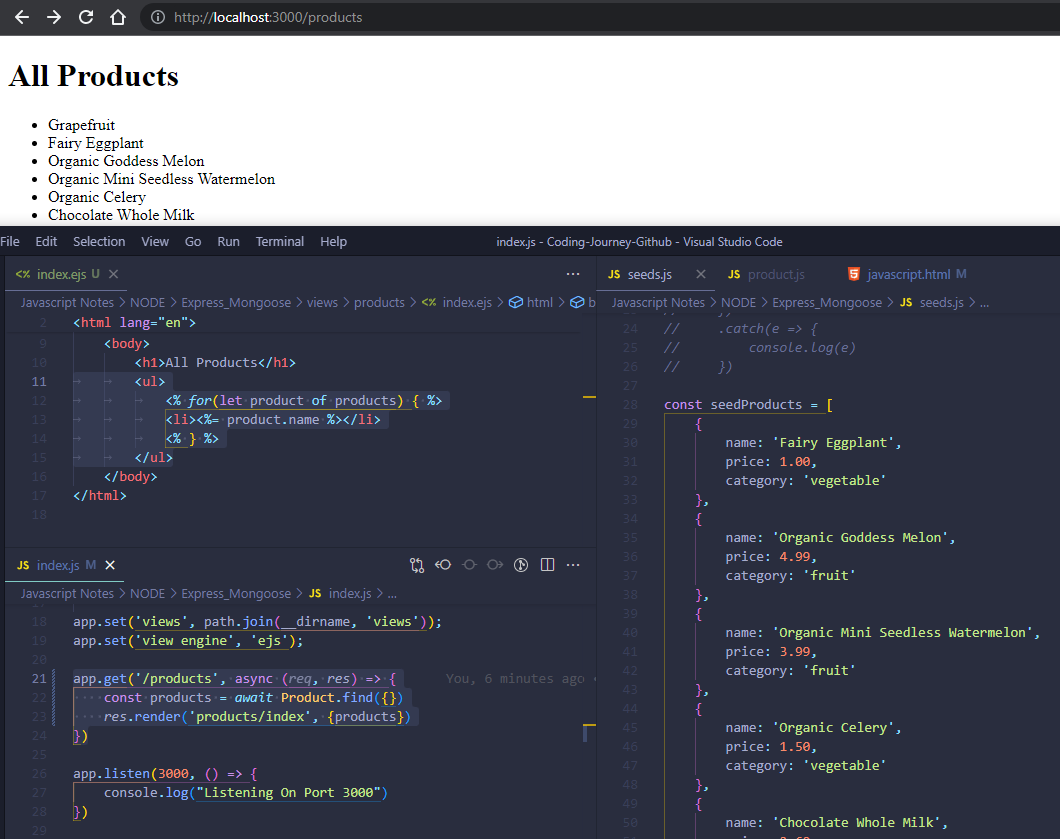 http://localhost:3000/products
All Products
Grapefruit
Fairy Eggplant
Organic Goddess Melon
Organic Mini Seedless Watermelon
Organic Celery
Chocolate Whole Milk
File Edit Selection View Go Run Terminal Help index.js - Coding-Journey-Github - Visual Studio Code
<% index.ejs U
Javascript Notes > NODE > Express_Mongoose > views > products > <% index.ejs > html > b
2 <html lang="en">
9 <body>
10 <h1>All Products</h1>
11 <ul>
12 <% for(let product of products) { %>
13 <li><%= product.name %></li>
14 <% } %>
15 </ul>
16 </body>
17 </html>
18
JS index.js M
Javascript Notes > NODE > Express_Mongoose > JS index.js > ...
18 app.set('views', path.join(__dirname, 'views'));
19 app.set('view engine', 'ejs');
20
21 app.get('/products', async (req, res) => { You, 6 minutes ago
22 const products = await Product.find({})
23 res.render('products/index', {products})
24 })
25
26 app.listen(3000, () => {
27 console.log("Listening On Port 3000")
28 })
29
JS seeds.js JS product.js javascript.html M
Javascript Notes > NODE > Express_Mongoose > JS seeds.js > ...
24 // .catch(e => {
25 // console.log(e)
26 // })
27
28 const seedProducts = [
29 {
30 name: 'Fairy Eggplant',
31 price: 1.00,
32 category: 'vegetable'
33 },
34 {
35 name: 'Organic Goddess Melon',
36 price: 4.99,
37 category: 'fruit'
38 },
39 {
40 name: 'Organic Mini Seedless Watermelon',
41 price: 3.99,
42 category: 'fruit'
43 },
44 {
45 name: 'Organic Celery',
46 price: 1.50,
47 category: 'vegetable'
48 },
49 {
50 name: 'Chocolate Whole Milk',